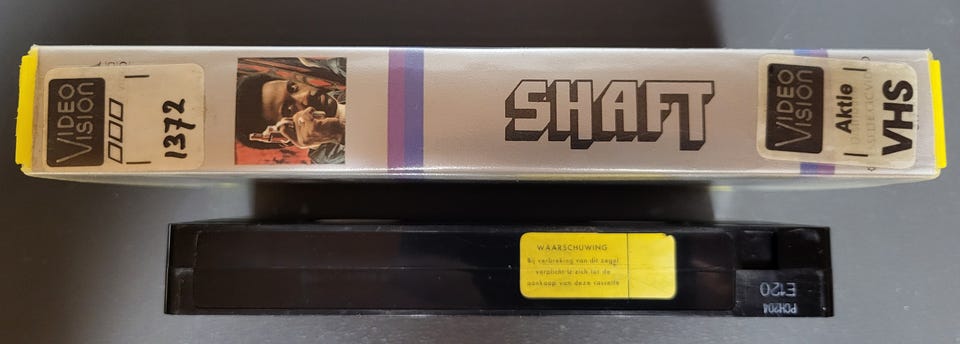 VIDEO
VISION
1372
SHAFT
VIDEO
VISION
Aktie
VHS
WAARSCHUWING
Bij verbreking van dit zegel
verplicht U zich tot de
aankoop van deze cassette
PCH204
E120